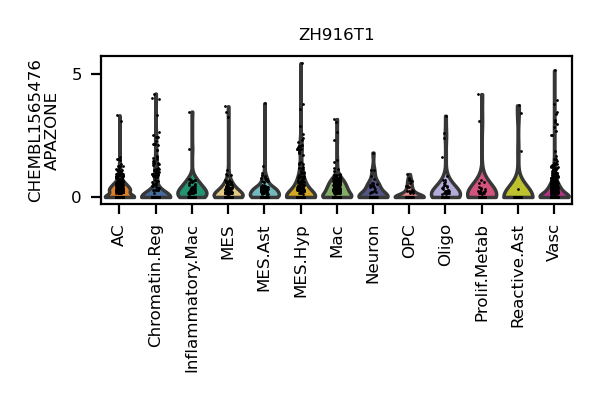 ZH916T1
CHEMBL1565476
APAZONE
5
0
AC
Chromatin.Reg
Inflammatory.Mac
MES
MES.Ast
MES.Hyp
Mac
Neuron
OPC
Oligo
Prolif.Metab
Reactive.Ast
Vasc